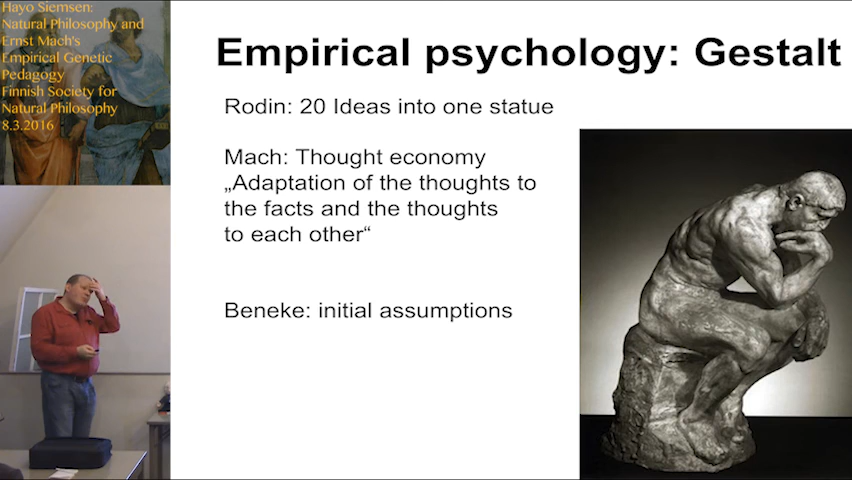 Hayo Siemsen:
Natural Philosophy and
Ernst Mach's
Empirical Genetic
Pedagogy
Finnish Society for
Natural Philosophy
8.3.2016
Empirical psychology: Gestalt
Rodin: 20 Ideas into one statue
Mach: Thought economy
„Adaptation of the thoughts to
the facts and the thoughts
to each other“
Beneke: initial assumptions